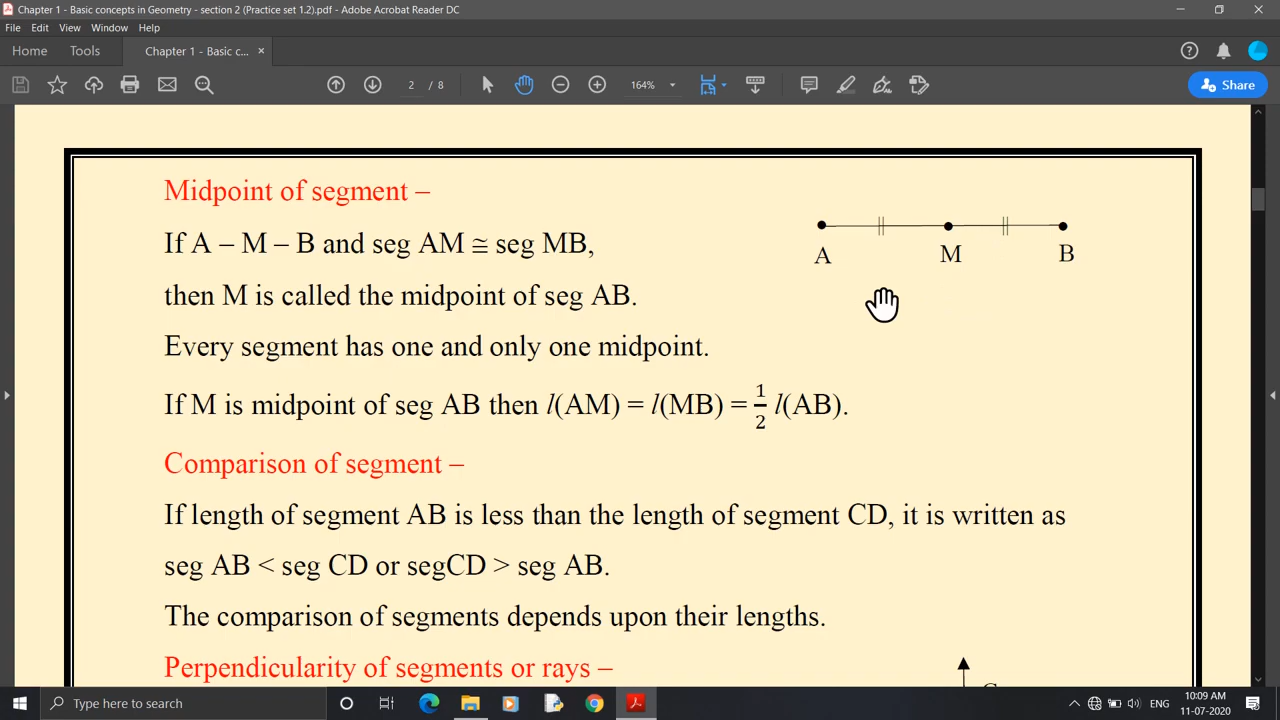 Chapter 1 - Basic concepts in Geometry - section 2 (Practice set 1.2).pdf - Adobe Acrobat Reader DC
File Edit View Window Help
Home Tools Chapter 1 - Basic c... ×
2 / 8 164% Share
Midpoint of segment –
If A – M – B and seg AM ≅ seg MB,
then M is called the midpoint of seg AB.
A M B
Every segment has one and only one midpoint.
If M is midpoint of seg AB then l(AM) = l(MB) = 1/2 l(AB).
Comparison of segment –
If length of segment AB is less than the length of segment CD, it is written as
seg AB < seg CD or segCD > seg AB.
The comparison of segments depends upon their lengths.
Perpendicularity of segments or rays –
Type here to search
ENG
10:09 AM
11-07-2020